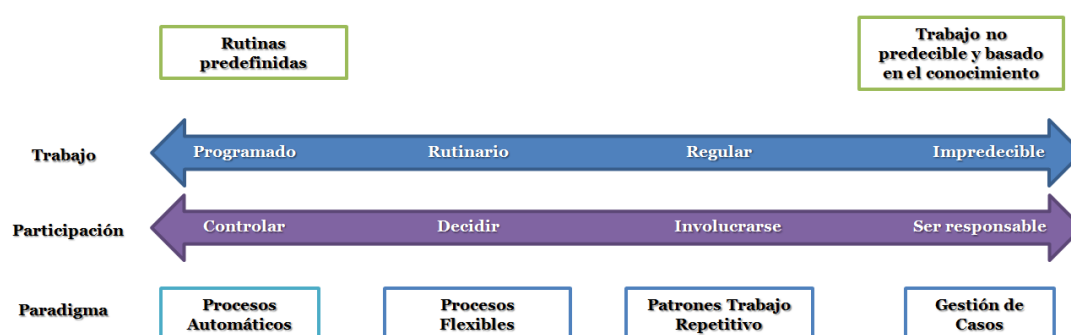 Rutinas
predefinidas
Trabajo no
predecible y basado
en el conocimiento
Trabajo
Programado
Rutinario
Regular
Impredecible
Participación
Controlar
Decidir
Involucrarse
Ser responsable
Paradigma
Procesos
Automáticos
Procesos
Flexibles
Patrones Trabajo
Repetitivo
Gestión de
Casos